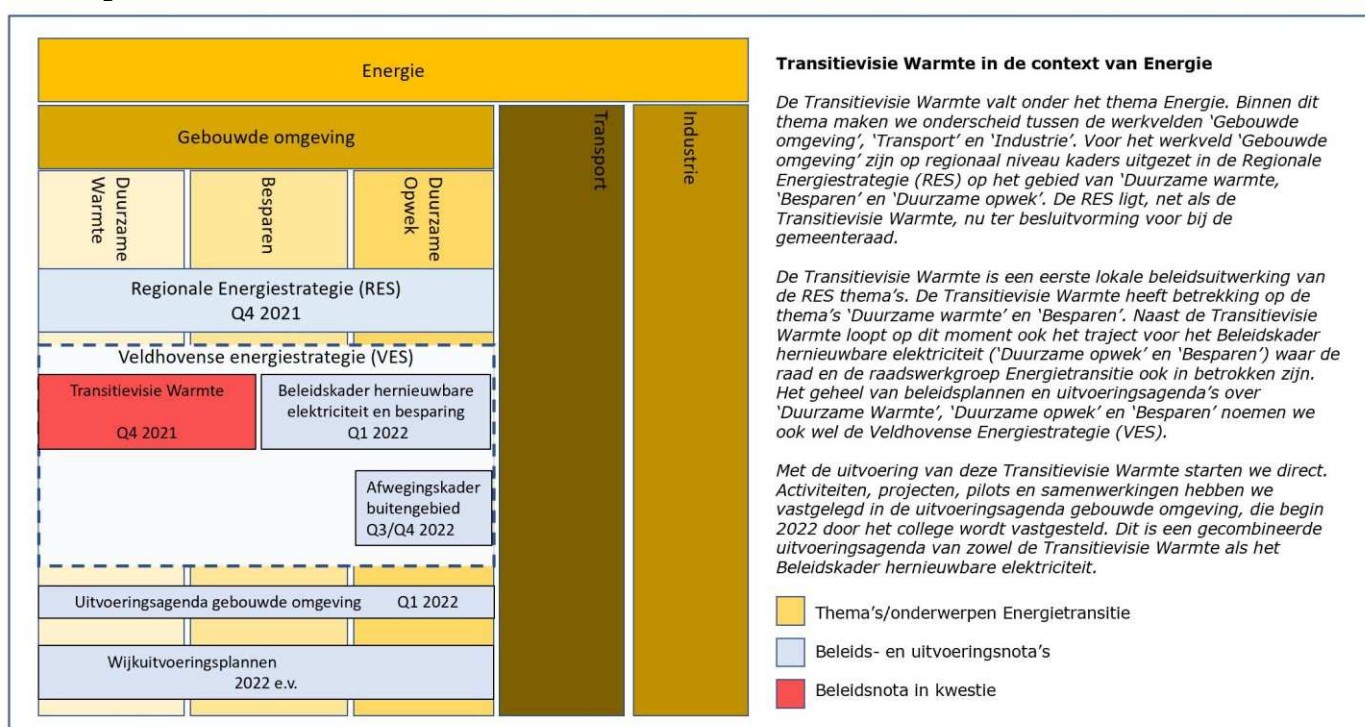 Energie
Gebouwde omgeving
Transport
Industrie
Duurzame
Warmte
Besparen
Duurzame
Opwek
Regionale Energiestrategie (RES)
Q4 2021
Veldhovense energiestrategie (VES)
Transitievisie Warmte
Q4 2021
Beleidskader hernieuwbare
elektriciteit en besparing
Q1 2022
Afwegingskader
buitengebied
Q3/Q4 2022
Uitvoeringsagenda gebouwde omgeving Q1 2022
Wijkuitvoeringsplannen
2022 e.v.
Transitievisie Warmte in de context van Energie
De Transitievisie Warmte valt onder het thema Energie. Binnen dit
thema maken we onderscheid tussen de werkvelden ‘Gebouwde
omgeving’, ‘Transport’ en ‘Industrie’. Voor het werkveld ‘Gebouwde
omgeving’ zijn op regionaal niveau kaders uitgezet in de Regionale
Energiestrategie (RES) op het gebied van ‘Duurzame warmte,
‘Besparen’ en ‘Duurzame opwek’. De RES ligt, net als de
Transitievisie Warmte, nu ter besluitvorming voor bij de
gemeenteraad.
De Transitievisie Warmte is een eerste lokale beleidsuitwerking van
de RES thema’s. De Transitievisie Warmte heeft betrekking op de
thema’s ‘Duurzame warmte’ en ‘Besparen’. Naast de Transitievisie
Warmte loopt op dit moment ook het traject voor het Beleidskader
hernieuwbare elektriciteit (‘Duurzame opwek’ en ‘Besparen’) waar de
raad en de raadswerkgroep Energietransitie ook in betrokken zijn.
Het geheel van beleidsplannen en uitvoeringsagenda’s over
‘Duurzame Warmte’, ‘Duurzame opwek’ en ‘Besparen’ noemen we
ook wel de Veldhovense Energiestrategie (VES).
Met de uitvoering van deze Transitievisie Warmte starten we direct.
Activiteiten, projecten, pilots en samenwerkingen hebben we
vastgelegd in de uitvoeringsagenda gebouwde omgeving, die begin
2022 door het college wordt vastgesteld. Dit is een gecombineerde
uitvoeringsagenda van zowel de Transitievisie Warmte als het
Beleidskader hernieuwbare elektriciteit.
Thema’s/onderwerpen Energietransitie
Beleids- en uitvoeringsnota’s
Beleidsnota in kwestie